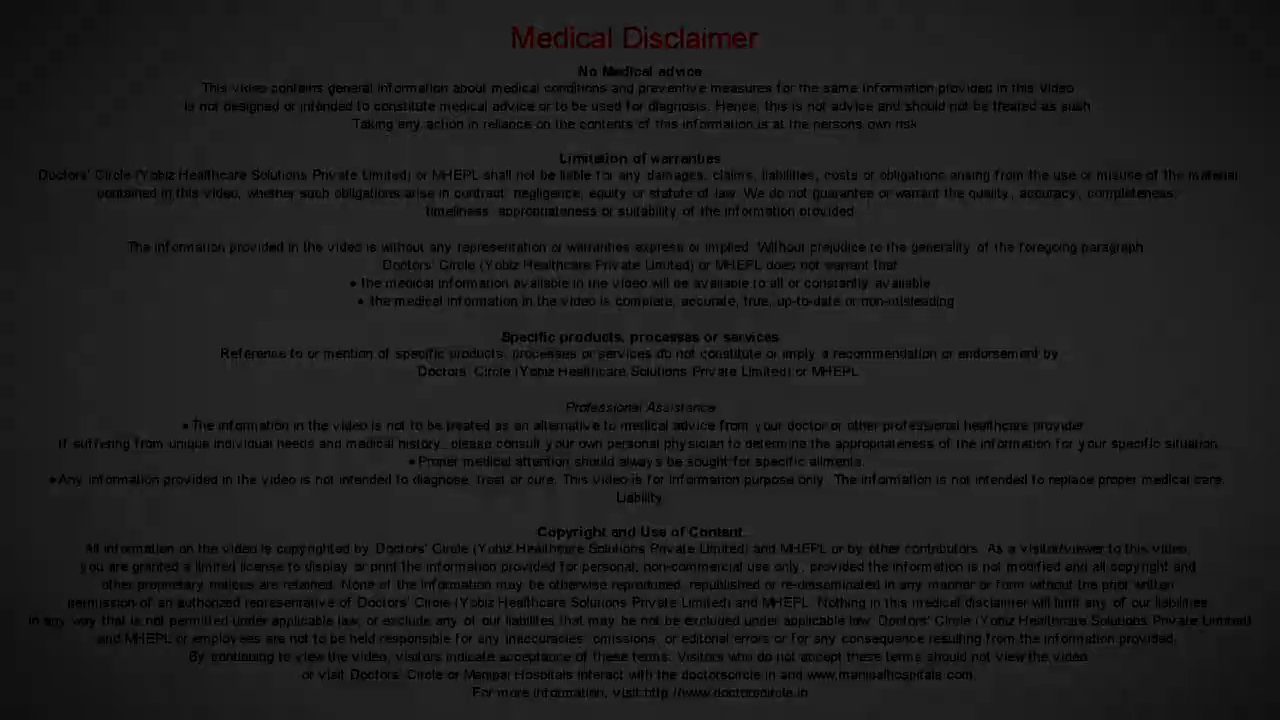 Medical Disclaimer
No Medical advice
This video contains general information about medical conditions and preventive measures for the same Information provided in this Video
is not designed or intended to constitute medical advice or to be used for diagnosis. Hence, this is not advice and should not be treated as such
Taking any action in reliance on the contents of this information is at the persons own risk
Limitation of warranties
Doctors' Circle (Yobiz Healthcare Solutions Private Limited) or MHEPL shall not be liable for any damages, claims, liabilities, costs or obligations arising from the use or misuse of the material
contained in this video, whether such obligations arise in contract, negligence, equity or statute of law. We do not guarantee or warrant the quality, accuracy, completeness,
timeliness, appropriateness or suitability of the information provided.
The information provided in the video is without any representation or warranties express or implied. Without prejudice to the generality of the foregoing paragraph
Doctors' Circle (Yobiz Healthcare Private Limited) or MHEPL does not warrant that
• the medical information available in the video will be available to all or constantly available
• the medical information in the video is complete, accurate, true, up-to-date or non-misleading
Specific products, processes or services
Reference to or mention of specific products, processes or services do not constitute or imply a recommendation or endorsement by
Doctors' Circle (Yobiz Healthcare Solutions Private Limited) or MHEPL
Professional Assistance
• The information in the video is not to be treated as an alternative to medical advice from your doctor or other professional healthcare provider
If suffering from unique individual needs and medical history, please consult your own personal physician to determine the appropriateness of the information for your specific situation.
• Proper medical attention should always be sought for specific ailments.
• Any information provided in the video is not intended to diagnose, treat or cure. This video is for information purpose only. The information is not intended to replace proper medical care.
Liability
Copyright and Use of Content
All information on the video is copyrighted by Doctors' Circle (Yobiz Healthcare Solutions Private Limited) and MHEPL or by other contributors. As a visitor/viewer to this video,
you are granted a limited license to display or print the information provided for personal, non-commercial use only, provided the information is not modified and all copyright and
other proprietary notices are retained. None of the information may be otherwise reproduced, republished or re-disseminated in any manner or form without the prior written
permission of an authorized representative of Doctors' Circle (Yobiz Healthcare Solutions Private Limited) and MHEPL. Nothing in this medical disclaimer will limit any of our liabilities
in any way that is not permitted under applicable law, or exclude any of our liabilites that may be not be excluded under applicable law. Doctors' Circle (Yobiz Healthcare Solutions Private Limited)
and MHEPL or employees are not to be held responsible for any inaccuracies, omissions, or editorial errors or for any consequence resulting from the information provided.
By continuing to view the video, visitors indicate acceptance of these terms. Visitors who do not accept these terms should not view the video
or visit Doctors' Circle or Manipal Hospitals interact with the doctorscircle.in and www.manipalhospitals.com.
For more information, visit:http://www.doctorscircle.in